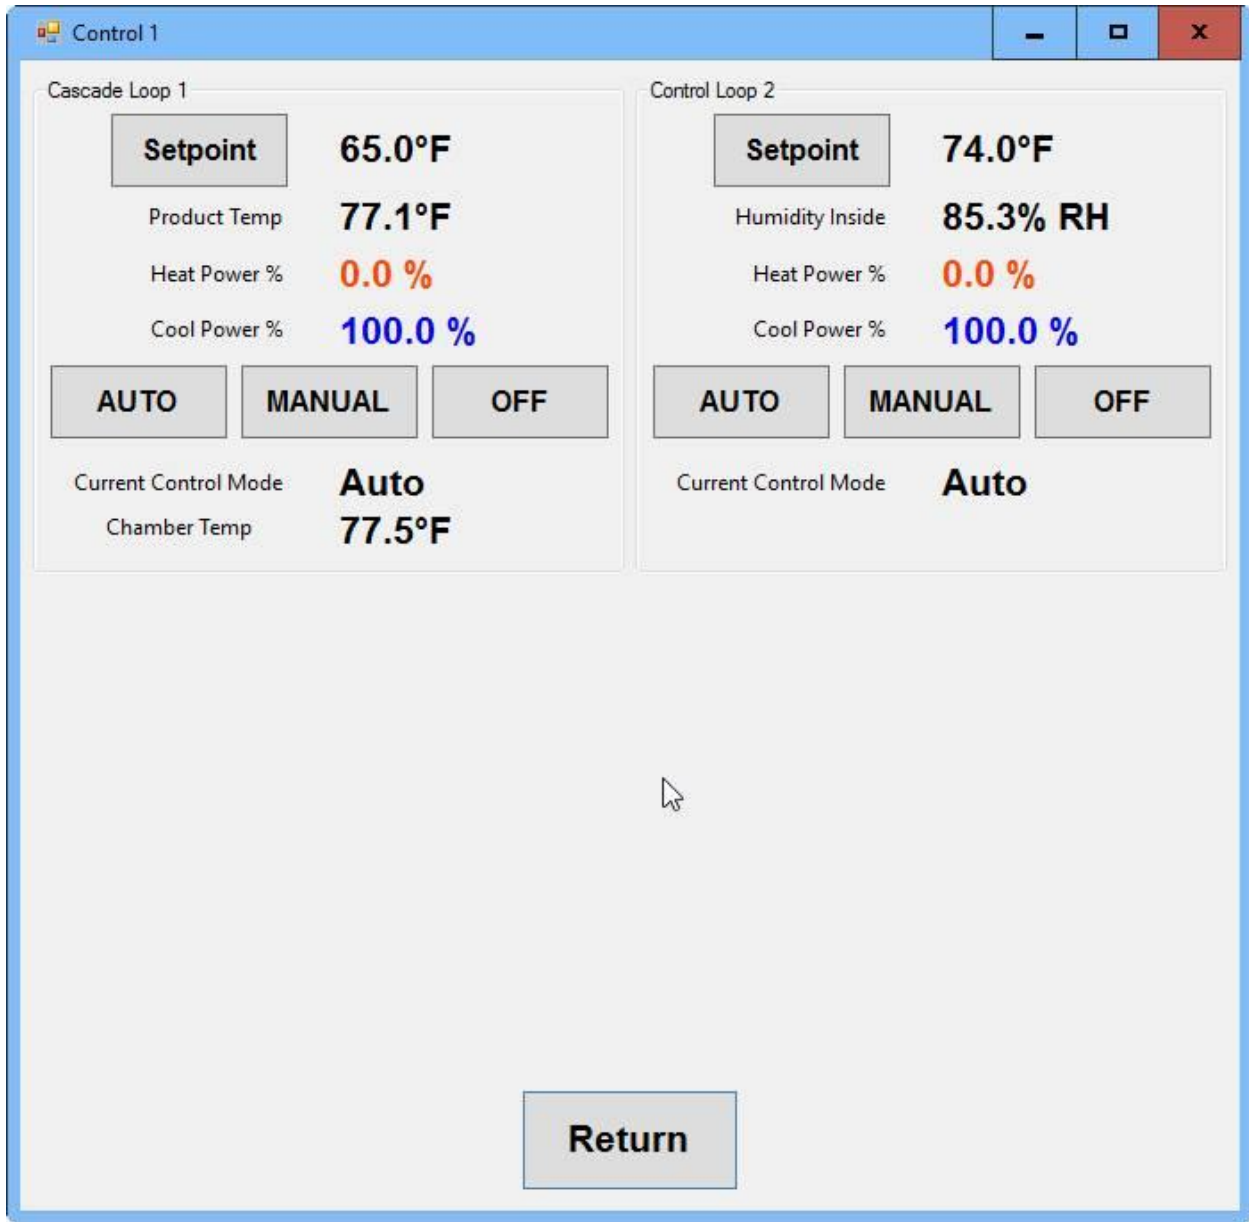 Control 1
Cascade Loop 1
Setpoint 65.0°F
Product Temp 77.1°F
Heat Power % 0.0 %
Cool Power % 100.0 %
AUTO MANUAL OFF
Current Control Mode Auto
Chamber Temp 77.5°F
Control Loop 2
Setpoint 74.0°F
Humidity Inside 85.3% RH
Heat Power % 0.0 %
Cool Power % 100.0 %
AUTO MANUAL OFF
Current Control Mode Auto
Return